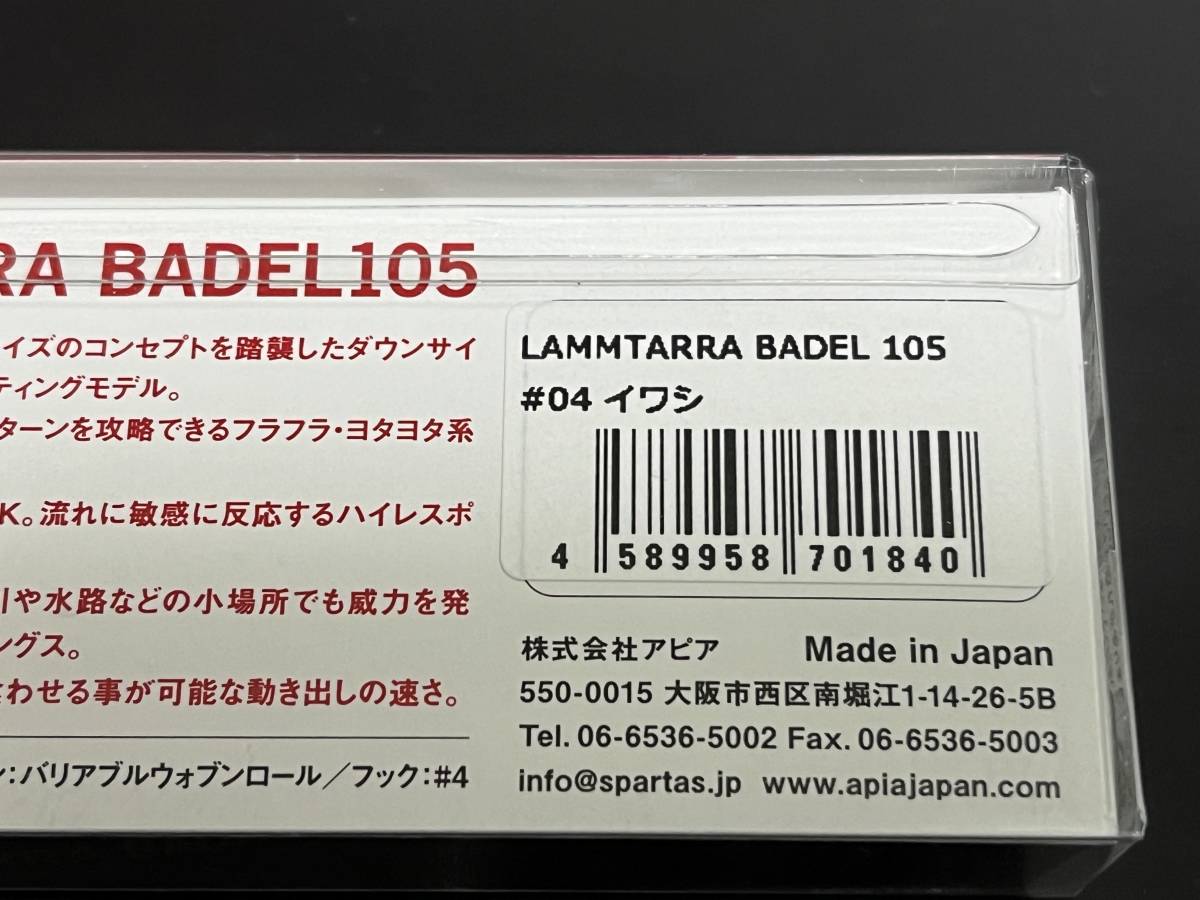 RA BADEL105
イズのコンセプトを踏襲したダウンサイ
ティングモデル。
ターンを攻略できるフラフラ・ヨタヨタ系
K。流れに敏感に反応するハイレスポ
や水路などの小場所でも威力を発
ングス。
わせる事が可能な動き出しの速さ。
ン:バリアブルウォブンロール/フック:#4
LAMMTARRA BADEL 105
#04 イワシ
4 589958 701840
株式会社アピア Made in Japan
550-0015 大阪市西区南堀江1-14-26-5B
Tel. 06-6536-5002 Fax. 06-6536-5003
info@spartas.jp www.apiajapan.com